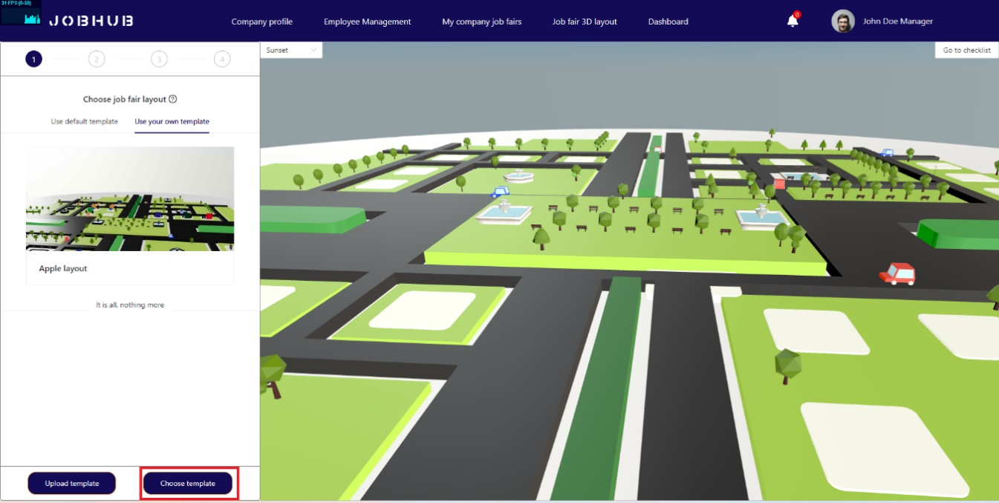 31 FPS (0-59)
JOBHUB
Company profile
Employee Management
My company job fairs
Job fair 3D layout
Dashboard
0
John Doe Manager
1
2
3
4
Sunset
Go to checklist
Choose job fair layout ?
Use default template
Use your own template
Apple layout
It is all, nothing more
Upload template
Choose template